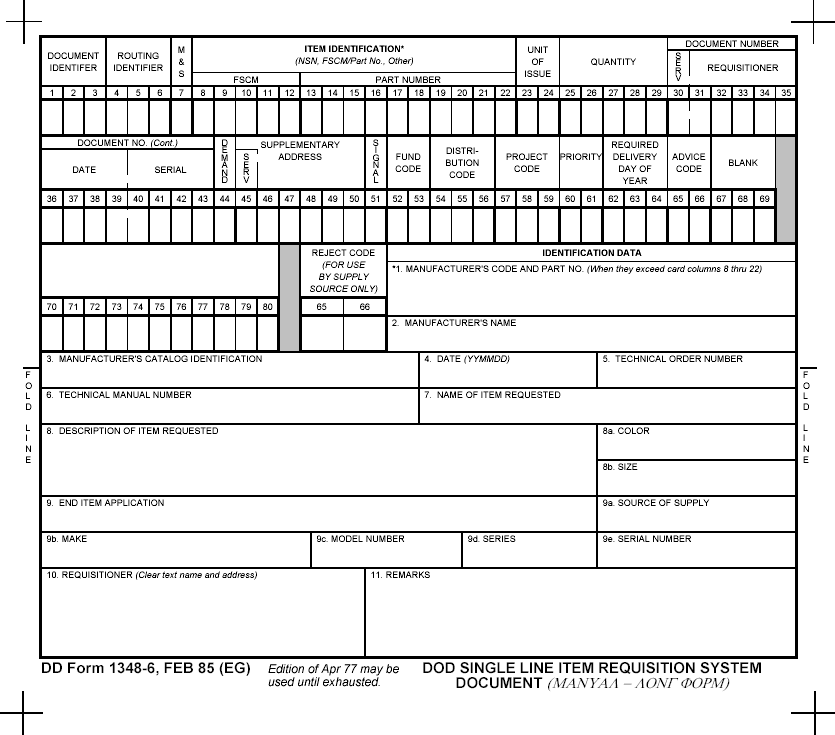 DOCUMENT IDENTIFER
ROUTING IDENTIFIER
M & S
ITEM IDENTIFICATION*
(NSN, FSCM/Part No., Other)
FSCM
PART NUMBER
UNIT OF ISSUE
QUANTITY
DOCUMENT NUMBER
SERV
REQUISITIONER
1 2 3 4 5 6 7 8 9 10 11 12 13 14 15 16 17 18 19 20 21 22 23 24 25 26 27 28 29 30 31 32 33 34 35
DOCUMENT NO. (Cont.)
DATE
SERIAL
DEMAND
SUPPLEMENTARY ADDRESS
SERV
SIGNAL
FUND CODE
DISTRI-
BUTION
CODE
PROJECT CODE
PRIORITY
REQUIRED DELIVERY DAY OF YEAR
ADVICE CODE
BLANK
36 37 38 39 40 41 42 43 44 45 46 47 48 49 50 51 52 53 54 55 56 57 58 59 60 61 62 63 64 65 66 67 68 69
REJECT CODE
(FOR USE
BY SUPPLY
SOURCE ONLY)
IDENTIFICATION DATA
*1. MANUFACTURER'S CODE AND PART NO. (When they exceed card columns 8 thru 22)
70 71 72 73 74 75 76 77 78 79 80 65 66
2. MANUFACTURER'S NAME
3. MANUFACTURER'S CATALOG IDENTIFICATION
4. DATE (YYMMDD)
5. TECHNICAL ORDER NUMBER
6. TECHNICAL MANUAL NUMBER
7. NAME OF ITEM REQUESTED
8. DESCRIPTION OF ITEM REQUESTED
8a. COLOR
8b. SIZE
9. END ITEM APPLICATION
9a. SOURCE OF SUPPLY
9b. MAKE
9c. MODEL NUMBER
9d. SERIES
9e. SERIAL NUMBER
10. REQUISITIONER (Clear text name and address)
11. REMARKS
FOLD LINE
FOLD LINE
DD Form 1348-6, FEB 85 (EG)
Edition of Apr 77 may be
used until exhausted.
DOD SINGLE LINE ITEM REQUISITION SYSTEM
DOCUMENT (ΜΑΝΥΑΛ – ΛΟΝΓ ΦΟΡΜ)